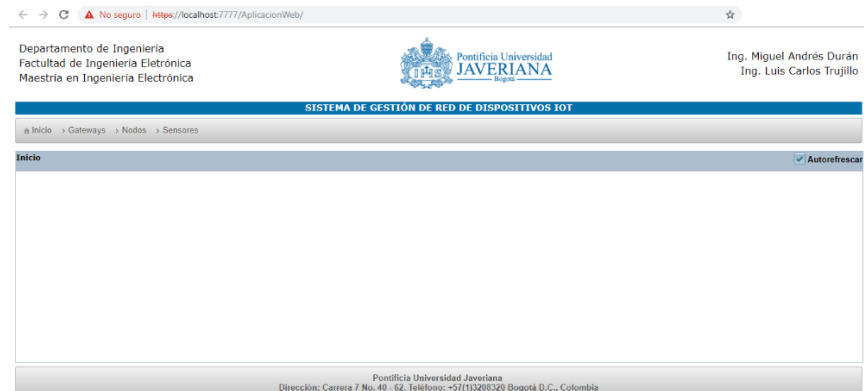 No seguro | https://localhost:7777/AplicacionWeb/
Departamento de Ingeniería
Factultad de Ingeniería Eletrónica
Maestría en Ingeniería Electrónica
Pontificia Universidad
JAVERIANA
Bogotá
Ing. Miguel Andrés Durán
Ing. Luis Carlos Trujillo
SISTEMA DE GESTIÓN DE RED DE DISPOSITIVOS IOT
Inicio > Gateways > Nodos > Sensores
Inicio
Autorefrescar
Pontificia Universidad Javeriana
Dirección: Carrera 7 No. 40 - 62. Teléfono: +57(1)3208320 Bogotá D.C., Colombia